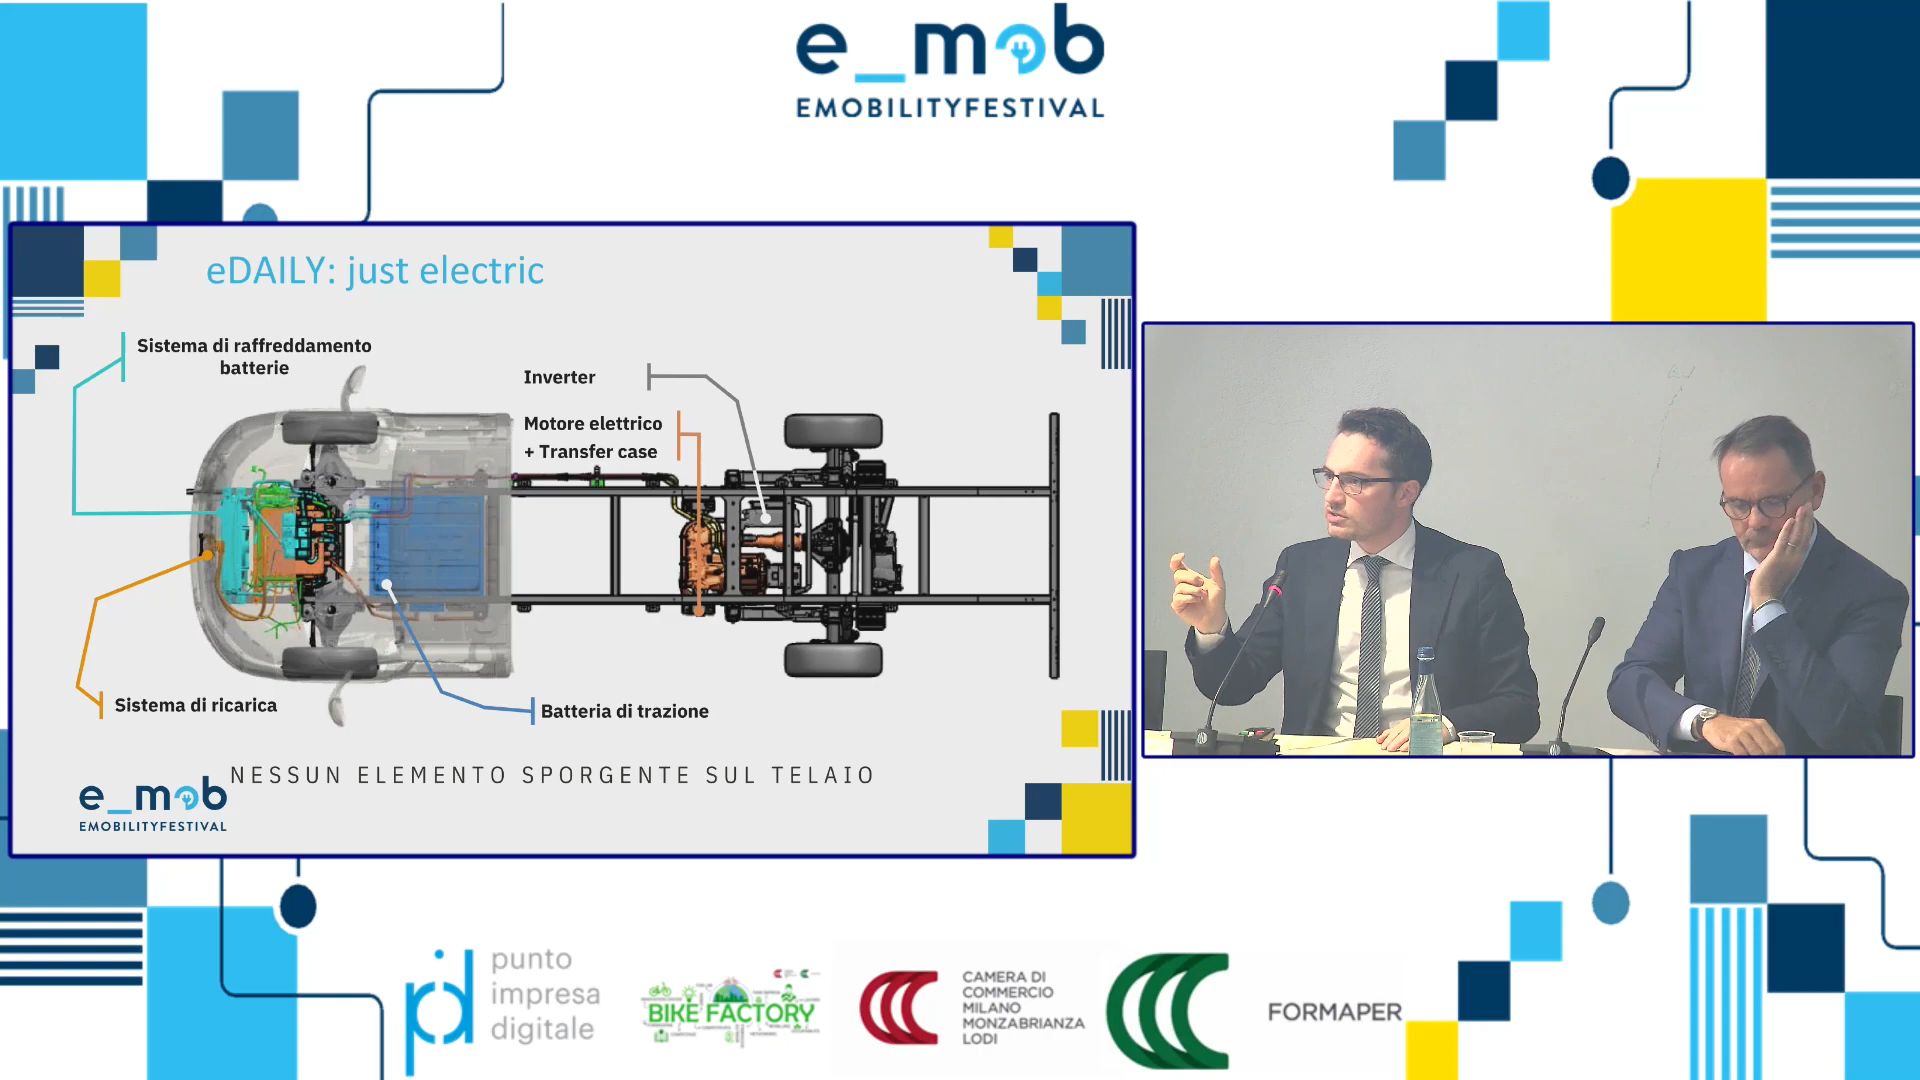 e_mob
EMOBILITYFESTIVAL
eDAILY: just electric
Sistema di raffreddamento
batterie
Inverter
Motore elettrico
+ Transfer case
Sistema di ricarica
Batteria di trazione
NESSUN ELEMENTO SPORGENTE SUL TELAIO
e_mob
EMOBILITYFESTIVAL
pid
punto
impresa
digitale
BIKE FACTORY
CAMERA DI
COMMERCIO
MILANO
MONZABRIANZA
LODI
FORMAPER